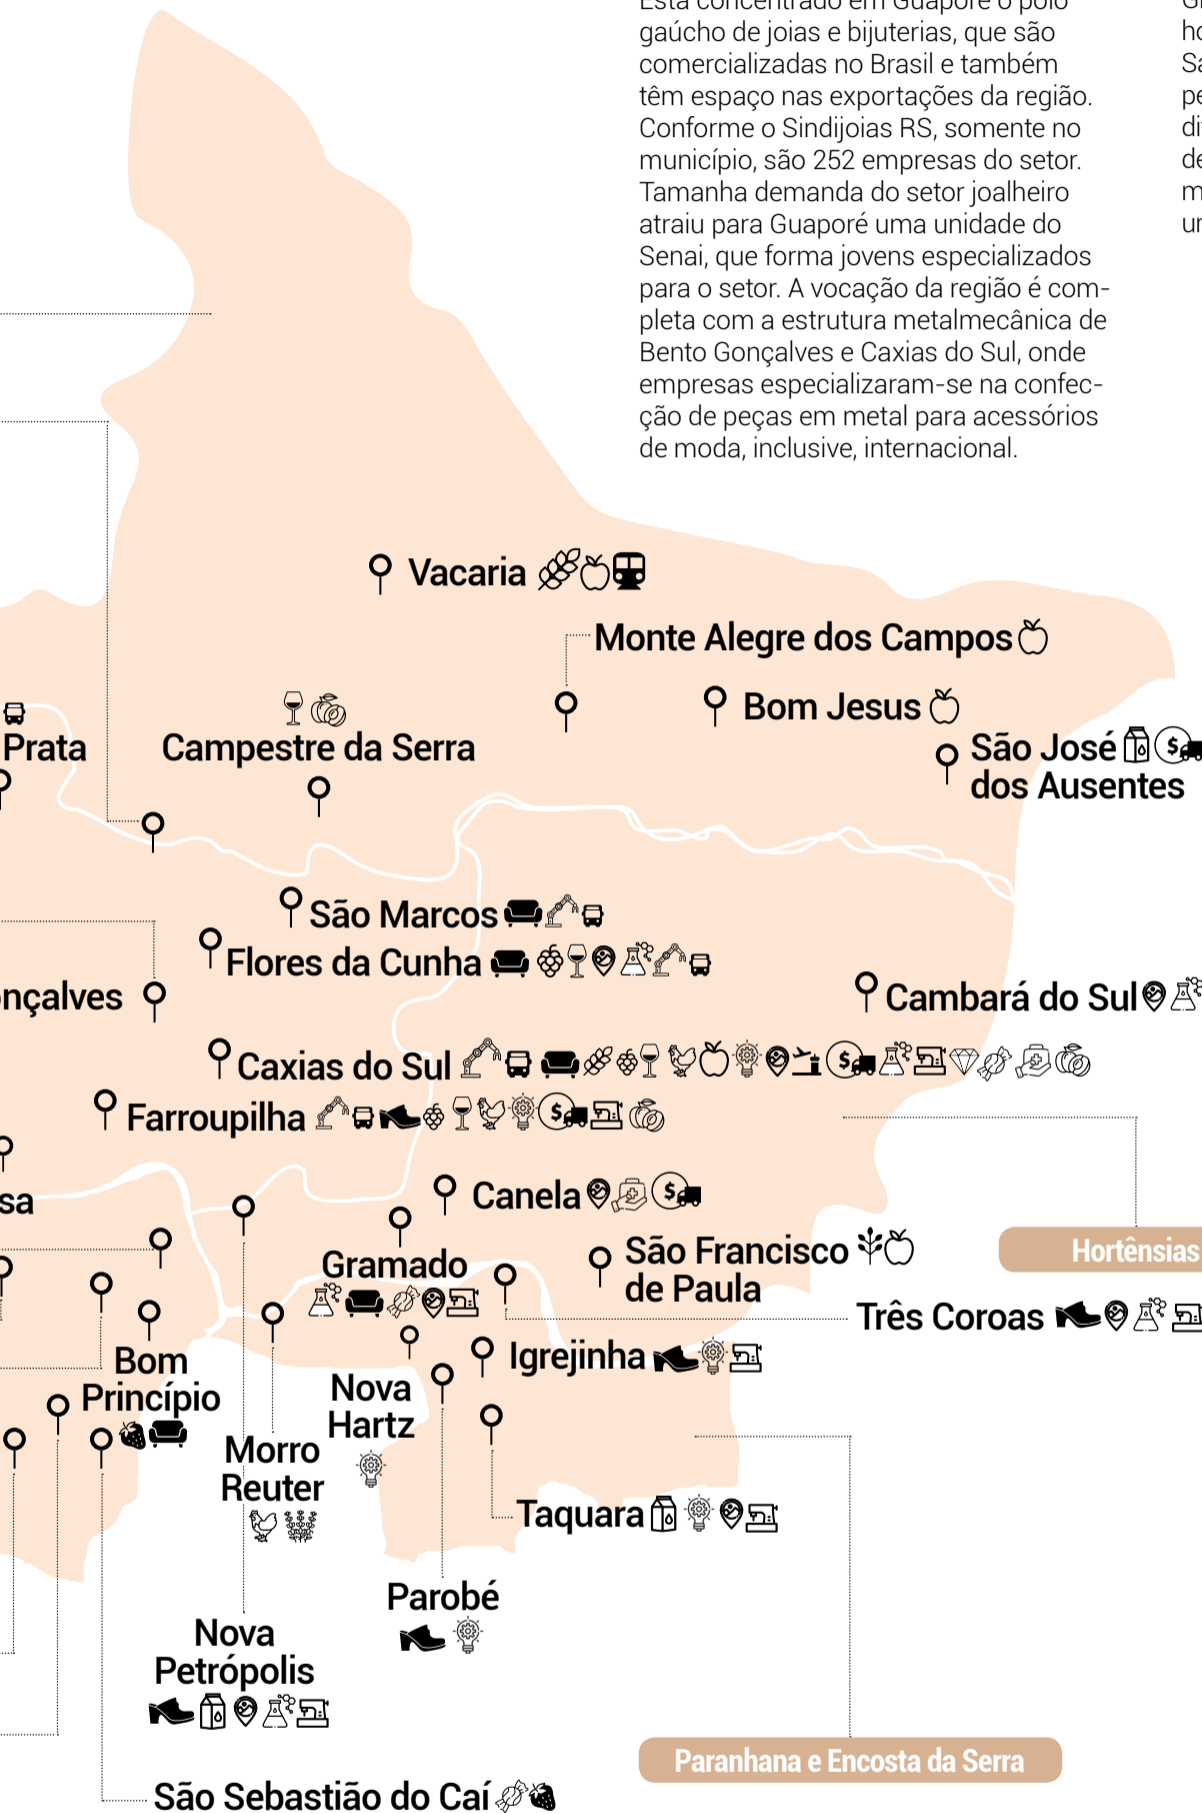 Está concentrado em Guaporé o polo
gaúcho de joias e bijuterias, que são
comercializadas no Brasil e também
têm espaço nas exportações da região.
Conforme o Sindijoias RS, somente no
município, são 252 empresas do setor.
Tamanha demanda do setor joalheiro
atraiu para Guaporé uma unidade do
Senai, que forma jovens especializados
para o setor. A vocação da região é com-
pleta com a estrutura metalmecânica de
Bento Gonçalves e Caxias do Sul, onde
empresas especializaram-se na confec-
ção de peças em metal para acessórios
de moda, inclusive, internacional.
Vacaria
Monte Alegre dos Campos
Bom Jesus
Prata
Campestre da Serra
São José
dos Ausentes
São Marcos
Flores da Cunha
nçalves
Cambará do Sul
Caxias do Sul
Farroupilha
sa
Canela
Gramado
São Francisco
de Paula
Hortênsias
Três Coroas
Igrejinha
Bom
Princípio
Nova
Hartz
Morro
Reuter
Taquara
Parobé
Nova
Petrópolis
Paranhana e Encosta da Serra
São Sebastião do Caí